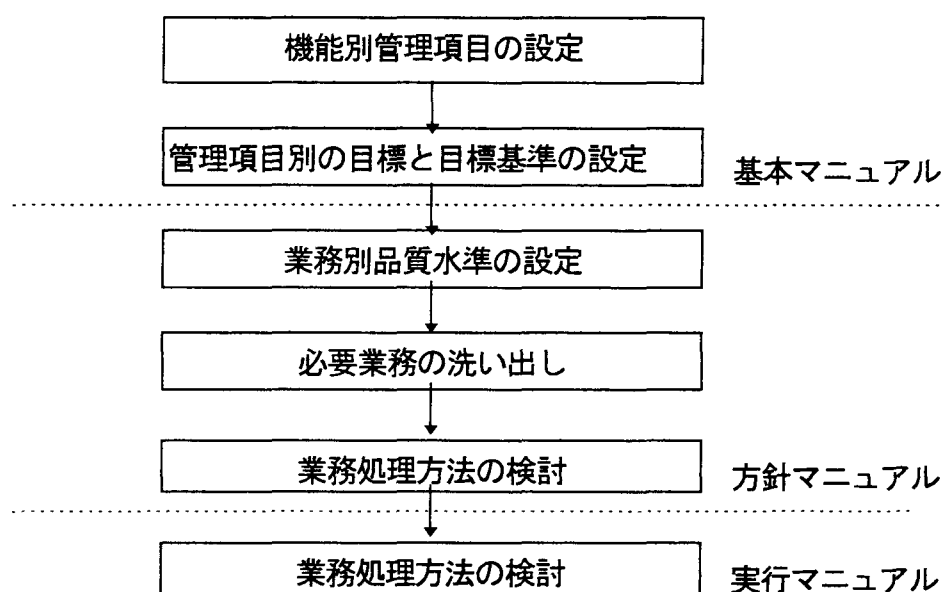 機能別管理項目の設定
管理項目別の目標と目標基準の設定
基本マニュアル
業務別品質水準の設定
必要業務の洗い出し
業務処理方法の検討
方針マニュアル
業務処理方法の検討
実行マニュアル